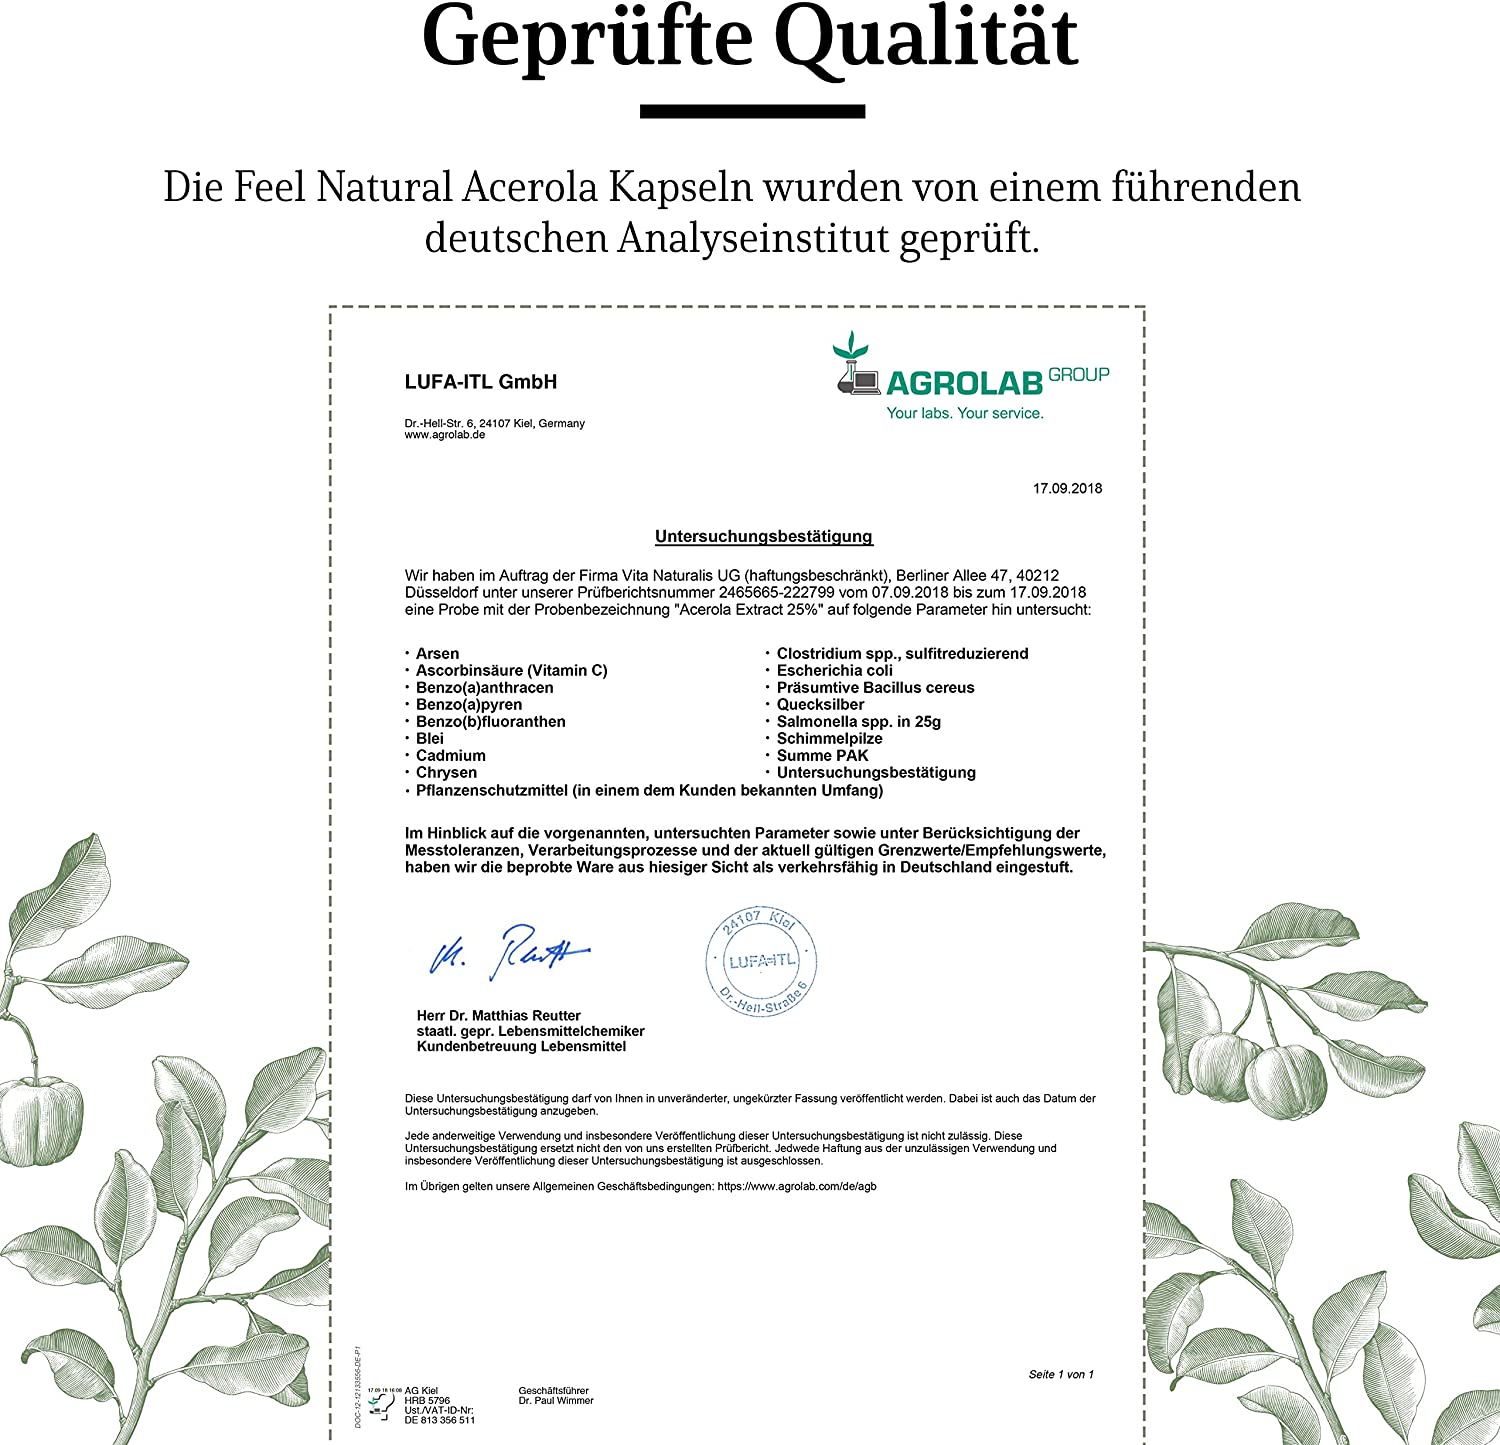 Geprüfte Qualität
Die Feel Natural Acerola Kapseln wurden von einem führenden
deutschen Analyseinstitut geprüft.
LUFA-ITL GmbH
Dr.-Hell-Str. 6, 24107 Kiel, Germany
www.agrolab.de
AGROLAB GROUP
Your labs. Your service.
17.09.2018
Untersuchungsbestätigung
Wir haben im Auftrag der Firma Vita Naturalis UG (haftungsbeschränkt), Berliner Allee 47, 40212
Düsseldorf unter unserer Prüfberichtsnummer 2465665-222799 vom 07.09.2018 bis zum 17.09.2018
eine Probe mit der Probenbezeichnung "Acerola Extract 25%" auf folgende Parameter hin untersucht:
· Arsen
· Ascorbinsäure (Vitamin C)
· Benzo(a)anthracen
· Benzo(a)pyren
· Benzo(b)fluoranthen
· Blei
· Cadmium
· Chrysen
· Pflanzenschutzmittel (in einem dem Kunden bekannten Umfang)
· Clostridium spp., sulfitreduzierend
· Escherichia coli
· Präsumtive Bacillus cereus
· Quecksilber
· Salmonella spp. in 25g
· Schimmelpilze
· Summe PAK
· Untersuchungsbestätigung
Im Hinblick auf die vorgenannten, untersuchten Parameter sowie unter Berücksichtigung der
Messtoleranzen, Verarbeitungsprozesse und der aktuell gültigen Grenzwerte/Empfehlungswerte,
haben wir die beprobte Ware aus hiesiger Sicht als verkehrsfähig in Deutschland eingestuft.
M. Reutter
24107 Kiel
LUFA-ITL
Dr.-Hell-Straße 6
Herr Dr. Matthias Reutter
staatl. gepr. Lebensmittelchemiker
Kundenbetreuung Lebensmittel
Diese Untersuchungsbestätigung darf von Ihnen in unveränderter, ungekürzter Fassung veröffentlicht werden. Dabei ist auch das Datum der
Untersuchungsbestätigung anzugeben.
Jede anderweitige Verwendung und insbesondere Veröffentlichung dieser Untersuchungsbestätigung ist nicht zulässig. Diese
Untersuchungsbestätigung ersetzt nicht den von uns erstellten Prüfbericht. Jedwede Haftung aus der unzulässigen Verwendung und
insbesondere Veröffentlichung dieser Untersuchungsbestätigung ist ausgeschlossen.
Im Übrigen gelten unsere Allgemeinen Geschäftsbedingungen: https://www.agrolab.com/de/agb
Seite 1 von 1
DOC-12-12133556-DE-P1
AG Kiel
HRB 5796
Ust./VAT-ID-Nr:
DE 813 356 511
Geschäftsführer
Dr. Paul Wimmer